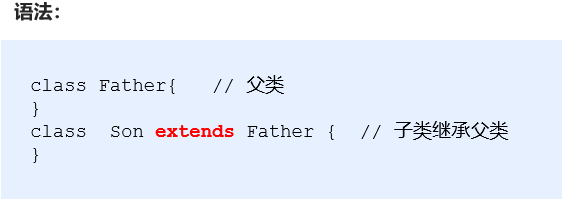 语法：
class Father{   // 父类
}
class  Son extends Father {  // 子类继承父类
}